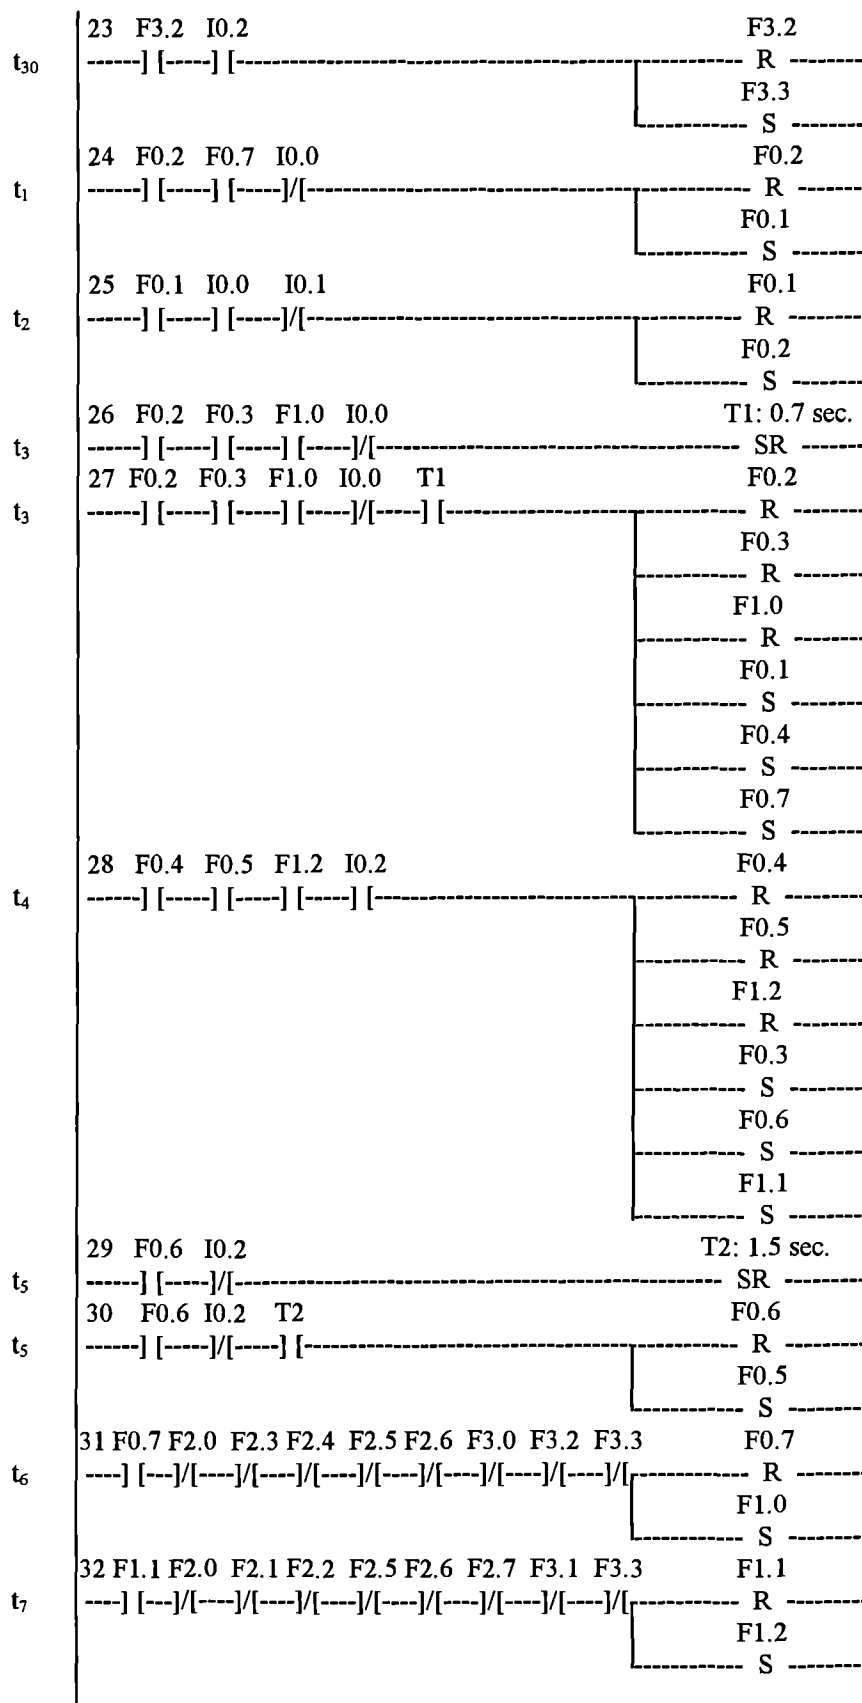 23 F3.2 I0.2 F3.2
t30 ------] [-----] [------ R ------
F3.3
------ S ------
24 F0.2 F0.7 I0.0 F0.2
t1 ------] [-----] [-----]/[------ R ------
F0.1
------ S ------
25 F0.1 I0.0 I0.1 F0.1
t2 ------] [-----] [-----]/[------ R ------
F0.2
------ S ------
26 F0.2 F0.3 F1.0 I0.0 T1: 0.7 sec.
t3 ------] [-----] [-----] [-----]/[------ SR ------
27 F0.2 F0.3 F1.0 I0.0 T1 F0.2
t3 ------] [-----] [-----] [-----]/[-----] [------ R ------
F0.3
------ R ------
F1.0
------ R ------
F0.1
------ S ------
F0.4
------ S ------
F0.7
------ S ------
28 F0.4 F0.5 F1.2 I0.2 F0.4
t4 ------] [-----] [-----] [-----] [------ R ------
F0.5
------ R ------
F1.2
------ R ------
F0.3
------ S ------
F0.6
------ S ------
F1.1
------ S ------
29 F0.6 I0.2 T2: 1.5 sec.
t5 ------] [-----]/[------ SR ------
30 F0.6 I0.2 T2 F0.6
t5 ------] [-----]/[-----] [------ R ------
F0.5
------ S ------
31 F0.7 F2.0 F2.3 F2.4 F2.5 F2.6 F3.0 F3.2 F3.3 F0.7
t6 ----] [---]/[----]/[----]/[----]/[----]/[----]/[----]/[----]/[------ R ------
F1.0
------ S ------
32 F1.1 F2.0 F2.1 F2.2 F2.5 F2.6 F2.7 F3.1 F3.3 F1.1
t7 ----] [---]/[----]/[----]/[----]/[----]/[----]/[----]/[----]/[------ R ------
F1.2
------ S ------